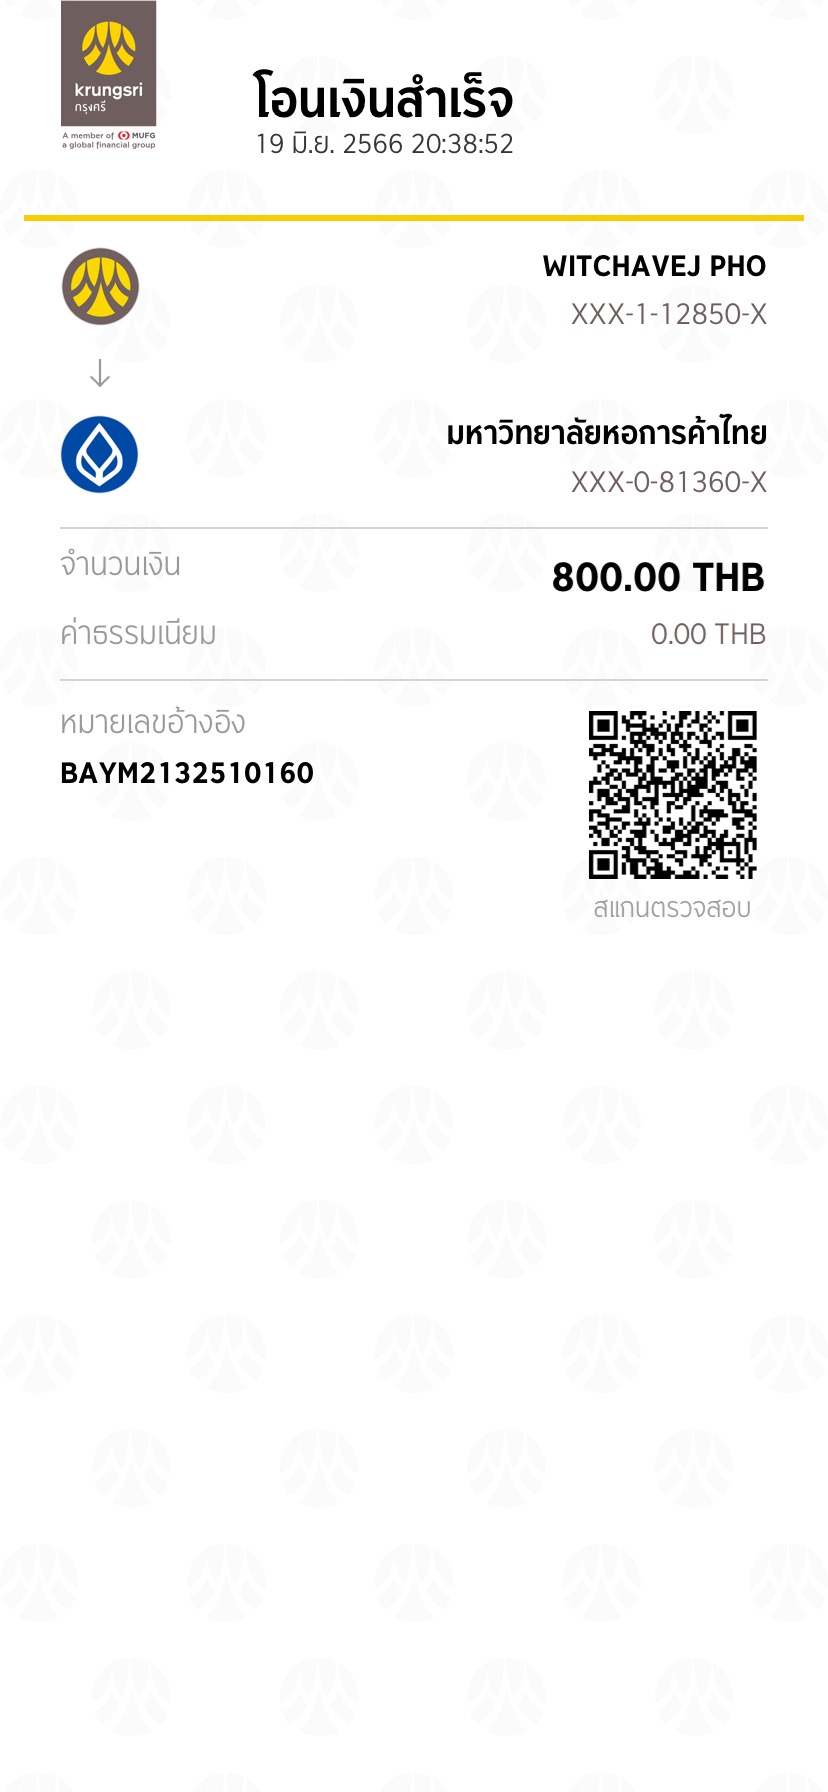 krungsri
กรุงศรี
A member of MUFG
a global financial group
โอนเงินสำเร็จ
19 มิ.ย. 2566 20:38:52
WITCHAVEJ PHO
XXX-1-12850-X
มหาวิทยาลัยหอการค้าไทย
XXX-0-81360-X
จำนวนเงิน
800.00 THB
ค่าธรรมเนียม
0.00 THB
หมายเลขอ้างอิง
BAYM2132510160
สแกนตรวจสอบ